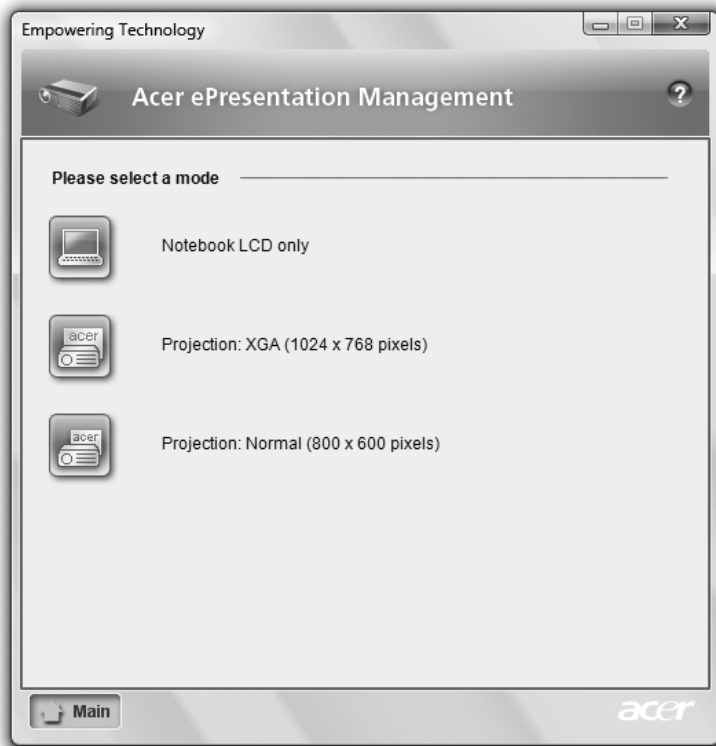 Empowering Technology
Acer ePresentation Management
?
Please select a mode
Notebook LCD only
acer
Projection: XGA (1024 x 768 pixels)
acer
Projection: Normal (800 x 600 pixels)
Main
acer